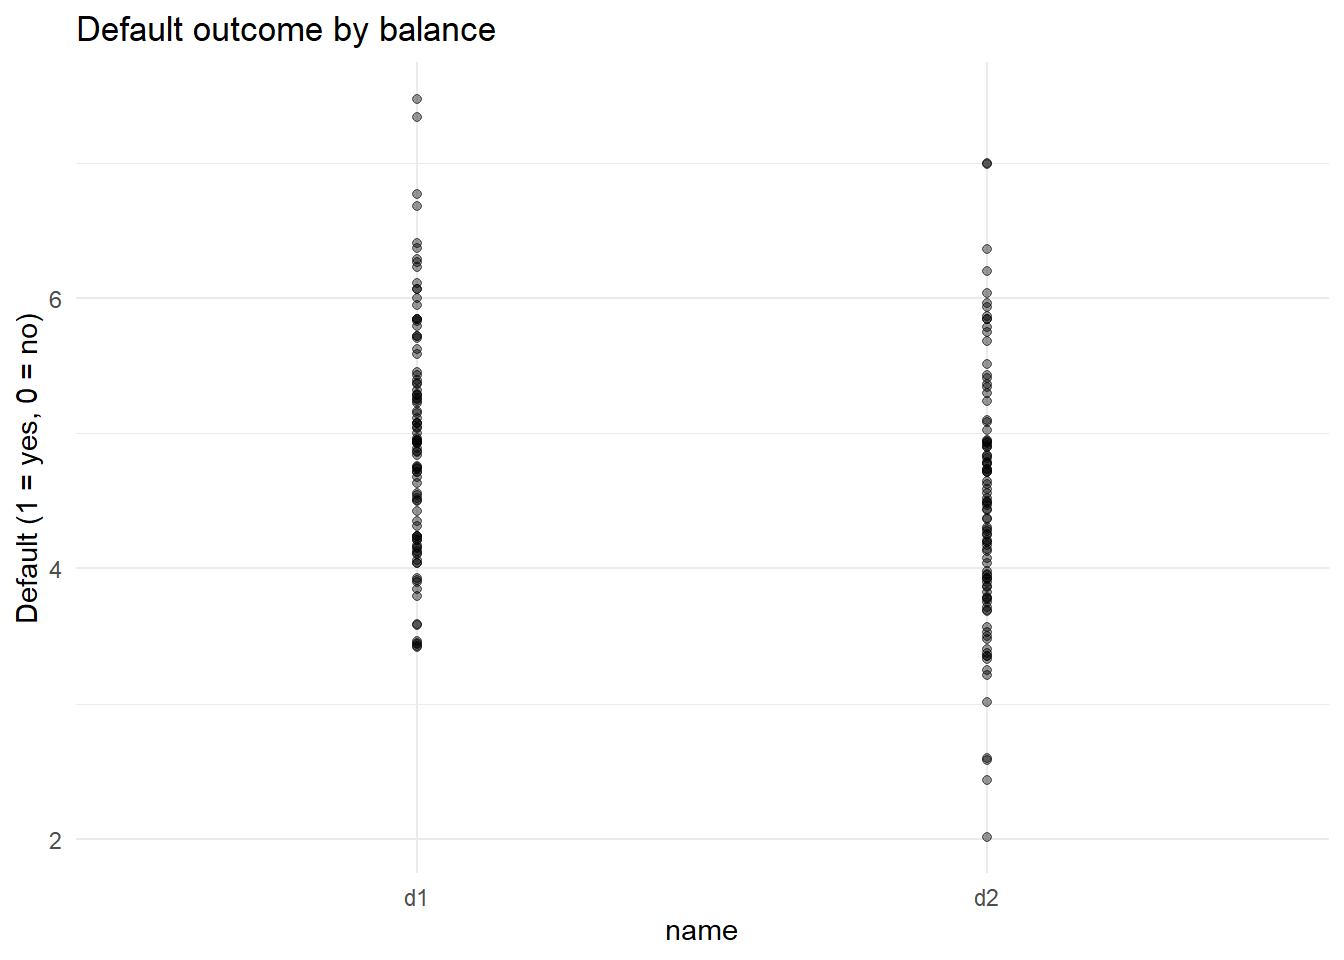 Default outcome by balance
Default (1 = yes, 0 = no)
6
4
2
d1
d2
name